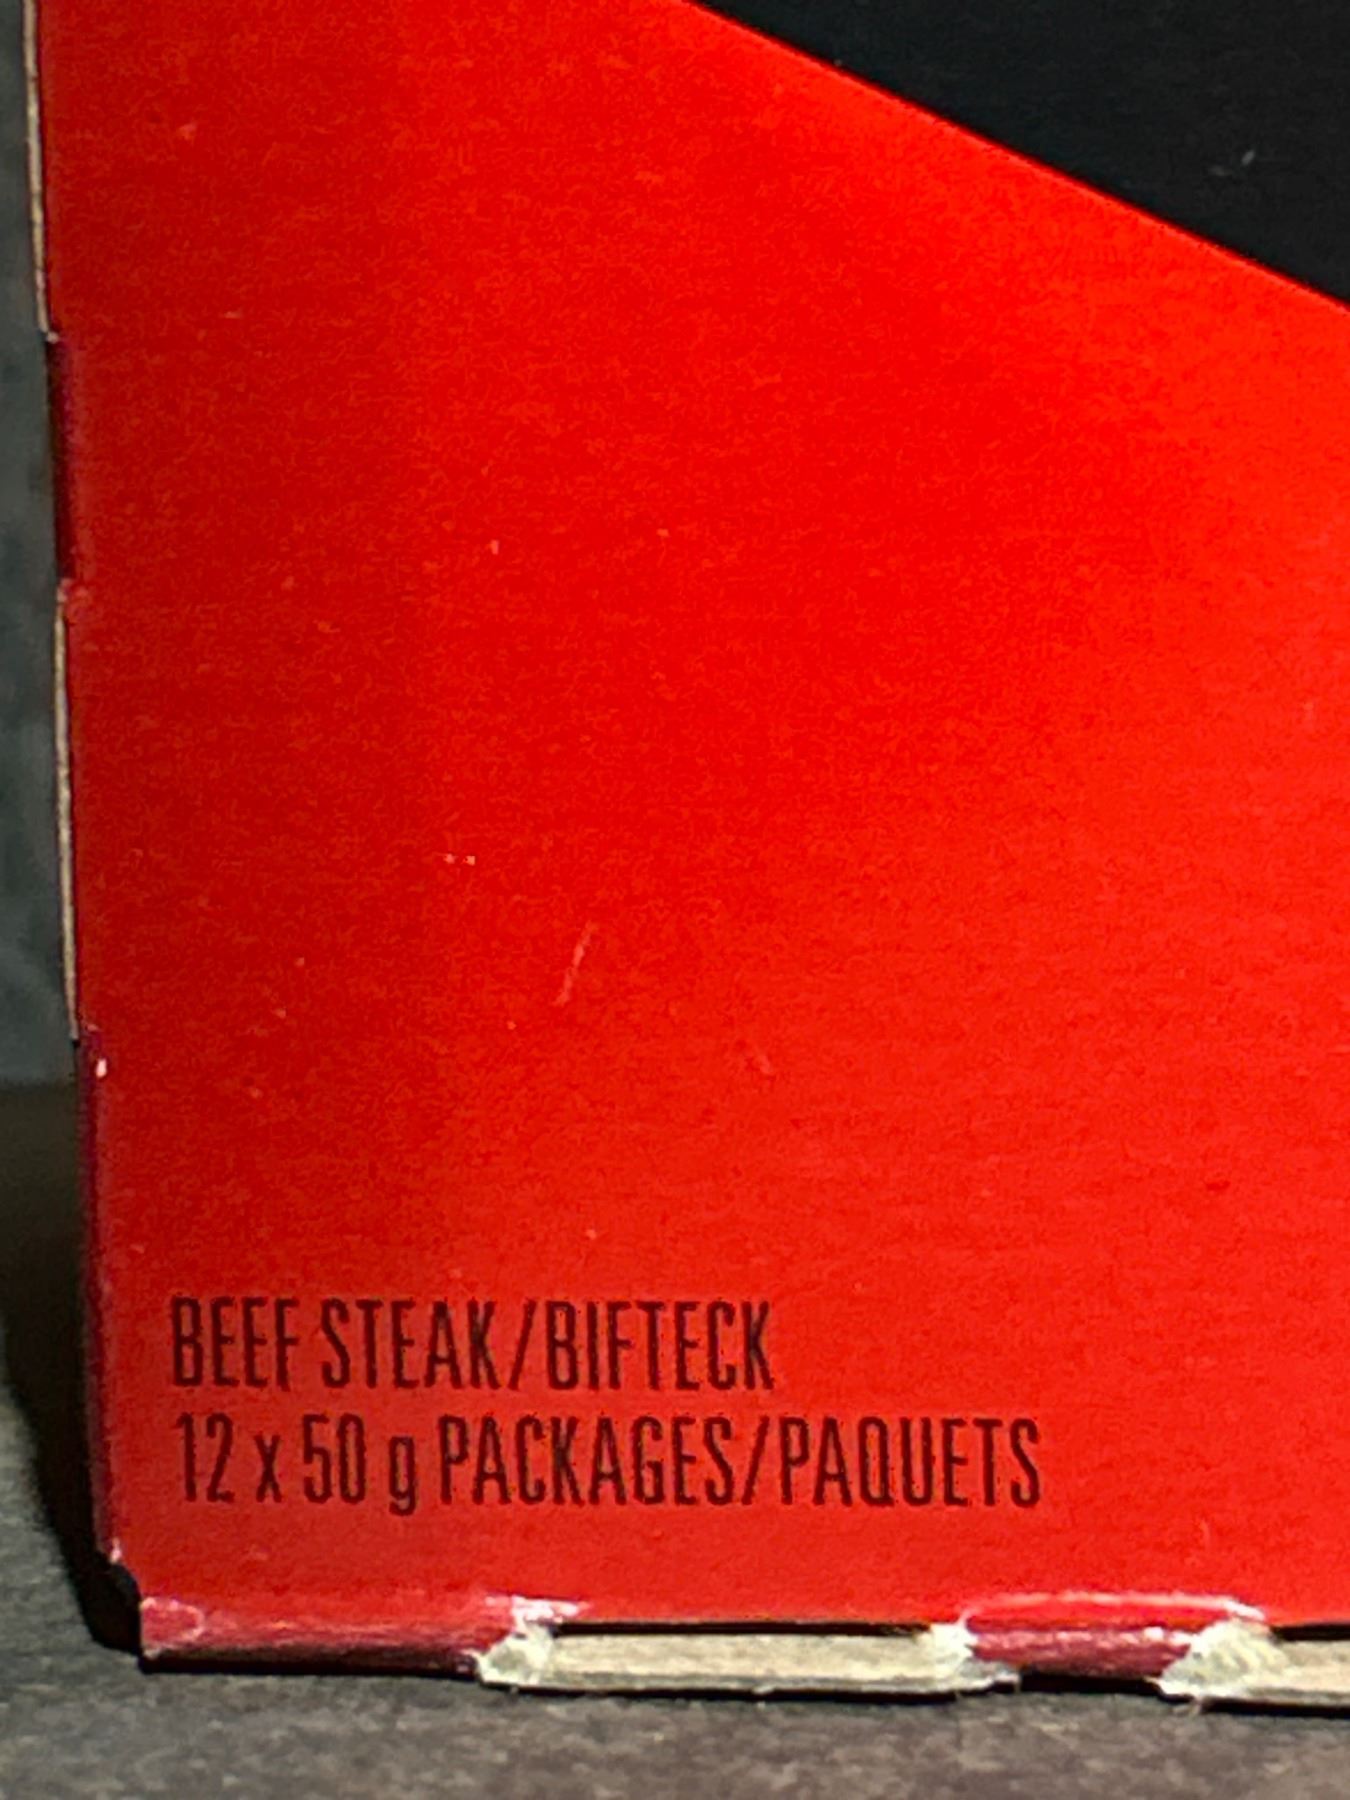 BEEF STEAK/BIFTECK
12 x 50 g PACKAGES/PAQUETS